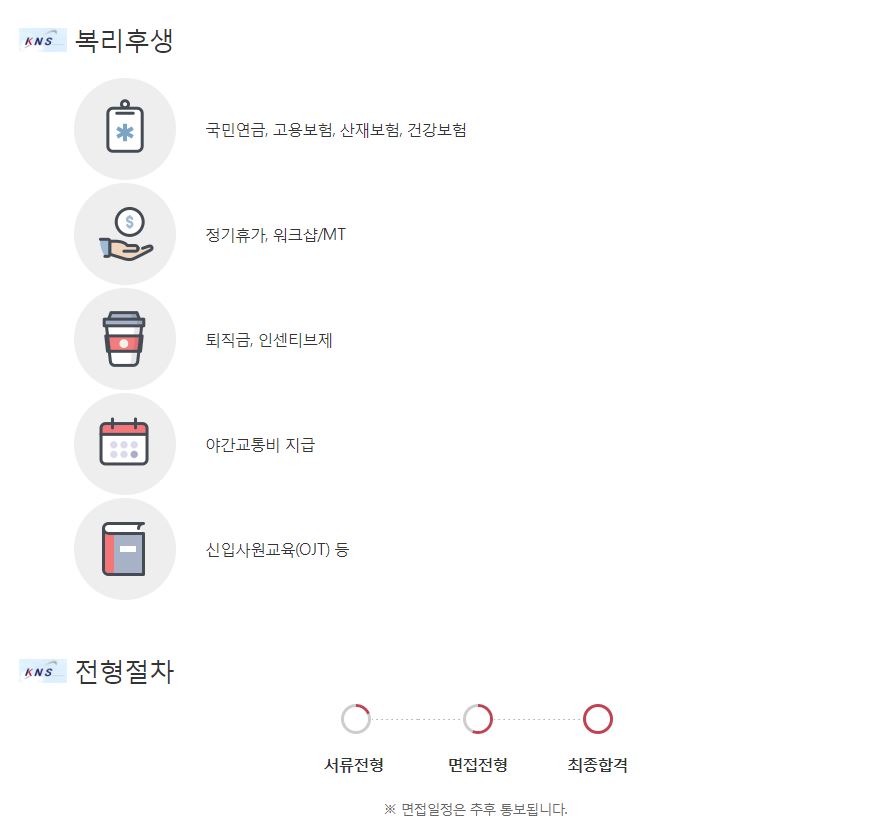 KNS 복리후생
국민연금, 고용보험, 산재보험, 건강보험
$
정기휴가, 워크샵/MT
퇴직금, 인센티브제
야간교통비 지급
신입사원교육(OJT) 등
KNS 전형절차
서류전형 면접전형 최종합격
※ 면접일정은 추후 통보됩니다.